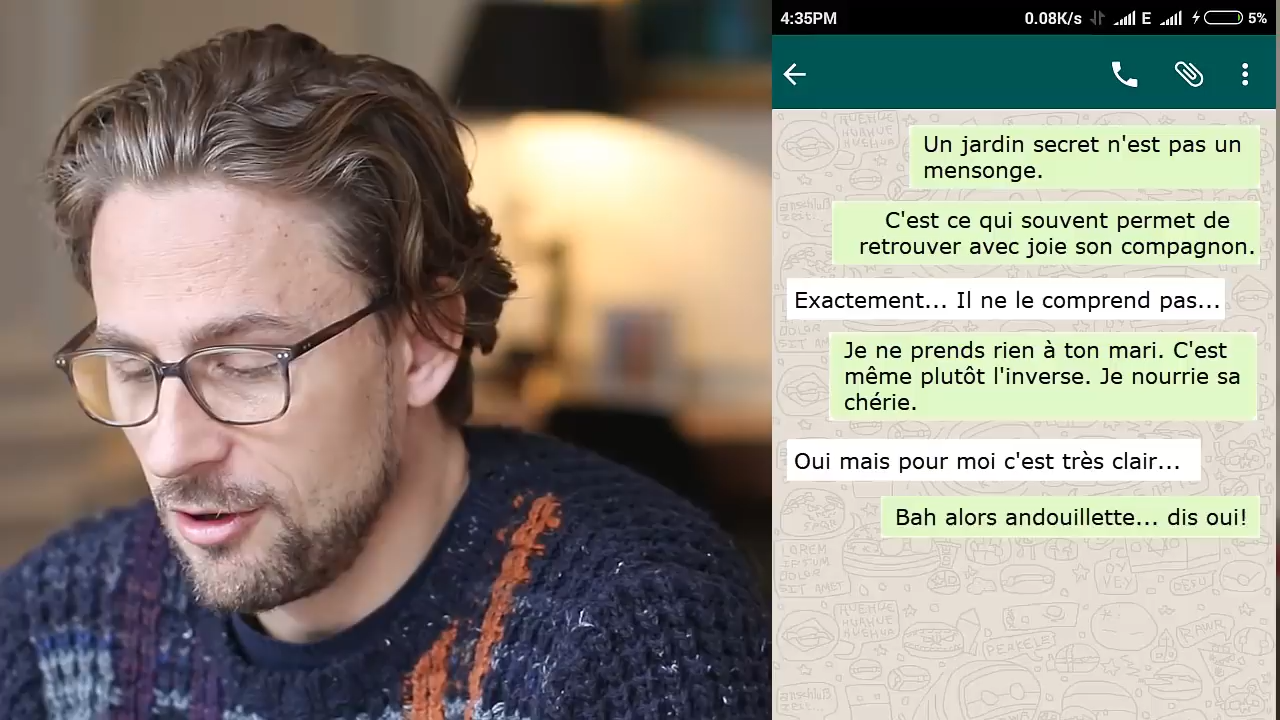 4:35PM 0.08K/s E 5%
Un jardin secret n'est pas un
mensonge.
C'est ce qui souvent permet de
retrouver avec joie son compagnon.
Exactement... Il ne le comprend pas...
Je ne prends rien à ton mari. C'est
même plutôt l'inverse. Je nourrie sa
chérie.
Oui mais pour moi c'est très clair...
Bah alors andouillette... dis oui!